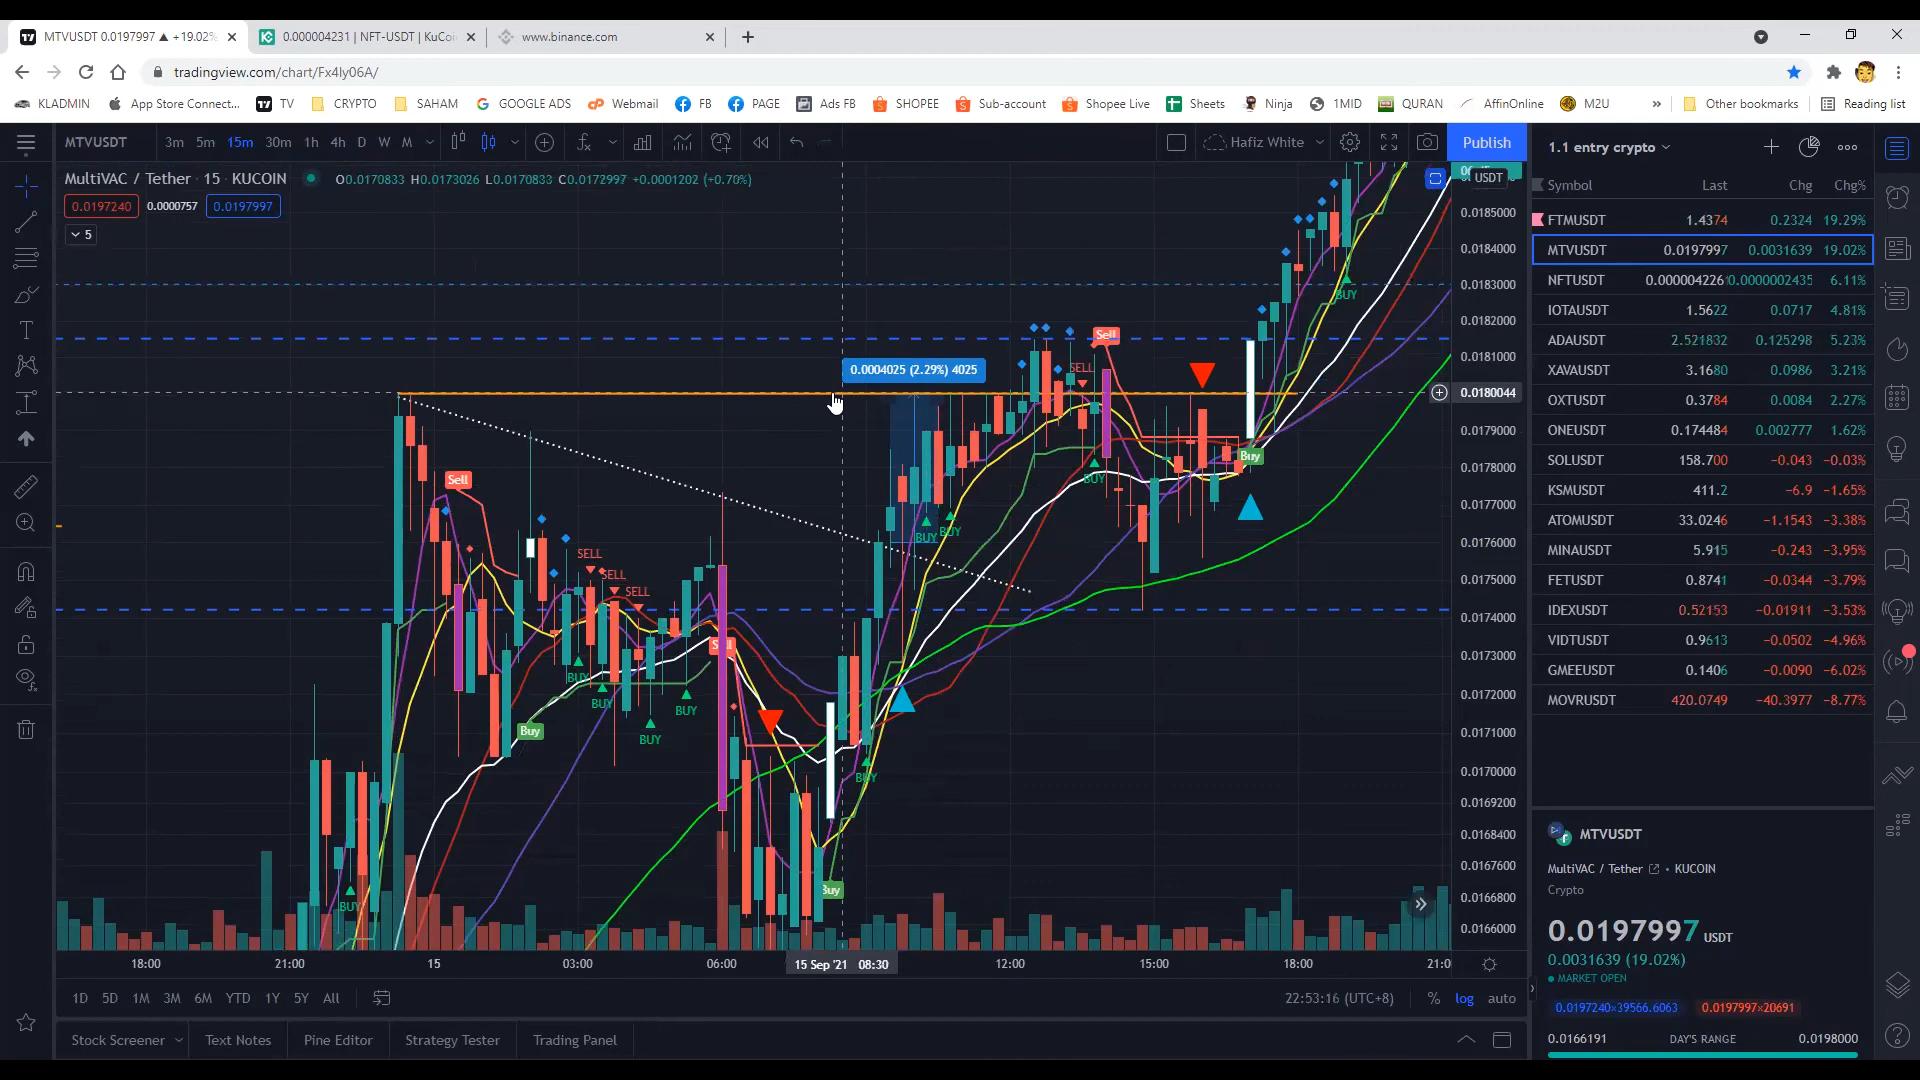 MTVUSDT 0.0197997 ▲ +19.02%
0.000004231 | NFT-USDT | KuCoi
www.binance.com
tradingview.com/chart/Fx4ly06A/
KLADMIN
App Store Connect...
TV
CRYPTO
SAHAM
GOOGLE ADS
Webmail
FB
PAGE
Ads FB
SHOPEE
Sub-account
Shopee Live
Sheets
Ninja
1MID
QURAN
AffinOnline
M2U
»
Other bookmarks
Reading list
MTVUSDT
3m 5m 15m 30m 1h 4h D W M
Hafiz White
Publish
MultiVAC / Tether · 15 · KUCOIN
O0.0170833 H0.0173026 L0.0170833 C0.0172997 +0.0001202 (+0.70%)
0.0197240 0.0000757 0.0197997
5
USDT
0.0185000
0.0184000
0.0183000
0.0182000
0.0181000
0.0180044
0.0179000
0.0178000
0.0177000
0.0176000
0.0175000
0.0174000
0.0173000
0.0172000
0.0171000
0.0170000
0.0169200
0.0168400
0.0167600
0.0166800
0.0166000
0.0004025 (2.29%) 4025
Sell
SELL
SELL
SELL
SELL
Sell
BUY
BUY
BUY
BUY
BUY
Buy
BUY
Buy
BUY
BUY
BUY
BUY
Buy
BUY
18:00 21:00 15 03:00 06:00 15 Sep '21 08:30 12:00 15:00 18:00 21:0
1D 5D 1M 3M 6M YTD 1Y 5Y All
22:53:16 (UTC+8) % log auto
Stock Screener Text Notes Pine Editor Strategy Tester Trading Panel
1.1 entry crypto
Symbol Last Chg Chg%
FTMUSDT 1.4374 0.2324 19.29%
MTVUSDT 0.0197997 0.0031639 19.02%
NFTUSDT 0.000004226 0.0000002435 6.11%
IOTAUSDT 1.5622 0.0717 4.81%
ADAUSDT 2.521832 0.125298 5.23%
XAVAUSDT 3.1680 0.0986 3.21%
OXTUSDT 0.3784 0.0084 2.27%
ONEUSDT 0.174484 0.002777 1.62%
SOLUSDT 158.700 −0.043 −0.03%
KSMUSDT 411.2 −6.9 −1.65%
ATOMUSDT 33.0246 −1.1543 −3.38%
MINAUSDT 5.915 −0.243 −3.95%
FETUSDT 0.8741 −0.0344 −3.79%
IDEXUSDT 0.52153 −0.01911 −3.53%
VIDTUSDT 0.9613 −0.0502 −4.96%
GMEEUSDT 0.1406 −0.0090 −6.02%
MOVRUSDT 420.0749 −40.3977 −8.77%
MTVUSDT
MultiVAC / Tether • KUCOIN
Crypto
0.0197997 USDT
0.0031639 (19.02%)
MARKET OPEN
0.0197240×39566.6063 0.0197997×20691
0.0166191 DAY'S RANGE 0.0198000